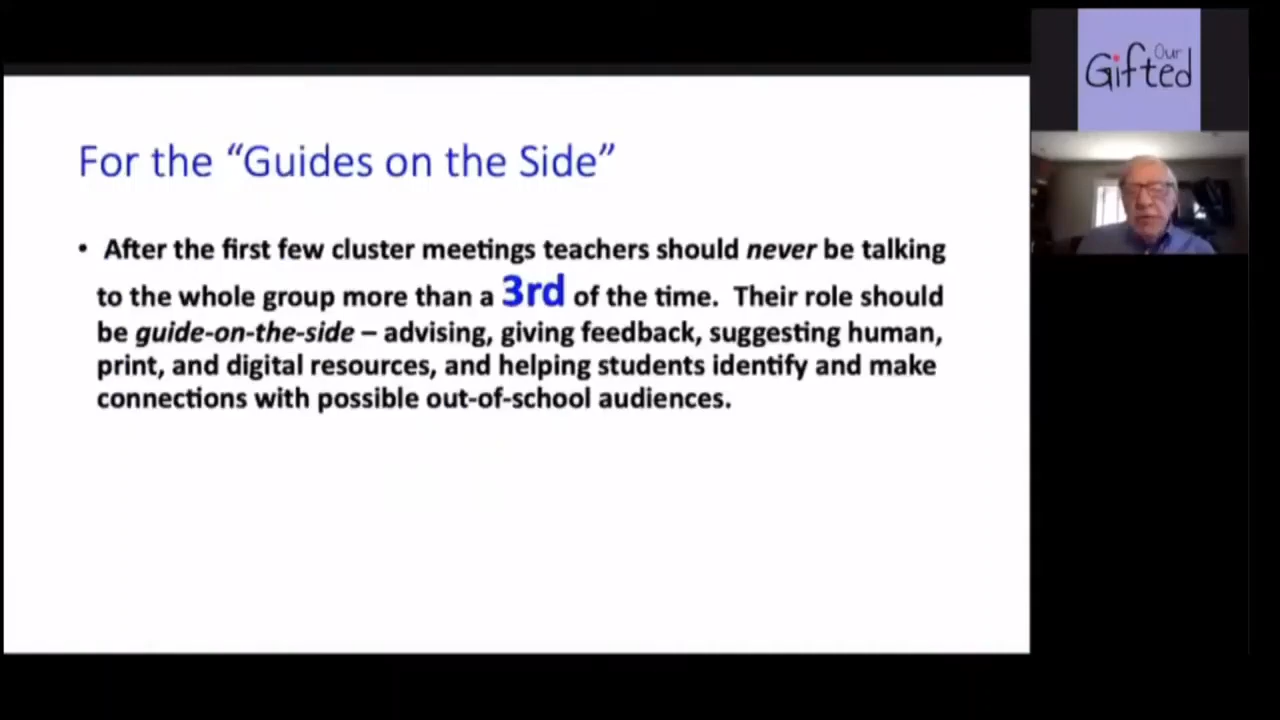 For the “Guides on the Side”
• After the first few cluster meetings teachers should never be talking
to the whole group more than a 3rd of the time. Their role should
be guide-on-the-side – advising, giving feedback, suggesting human,
print, and digital resources, and helping students identify and make
connections with possible out-of-school audiences.
Our
Gifted